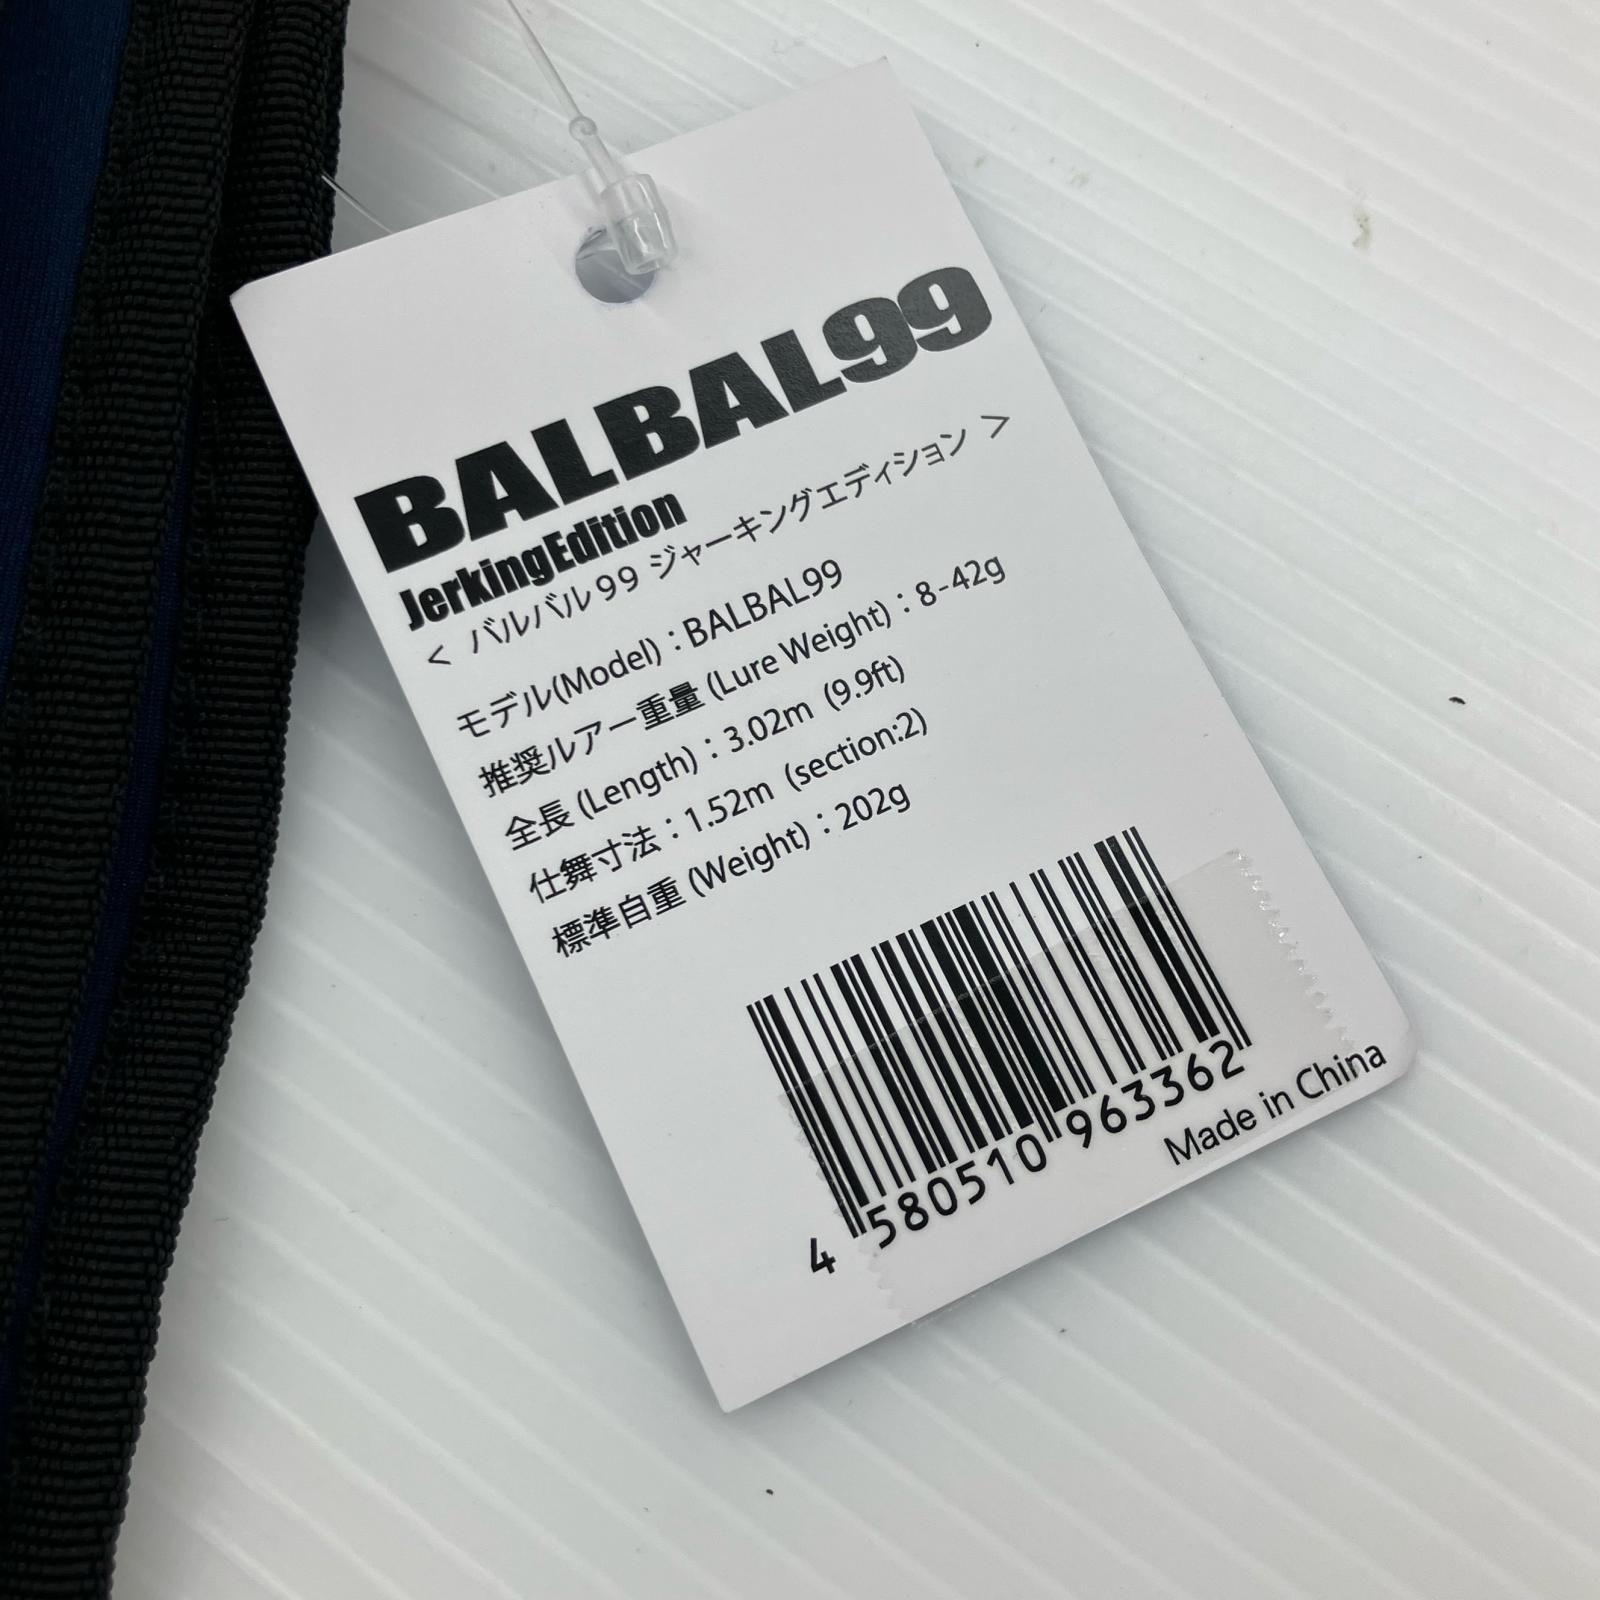 BALBAL99
JerkingEdition
< バルバル99 ジャーキングエディション >
モデル(Model)：BALBAL99
推奨ルアー重量 (Lure Weight)：8-42g
全長 (Length)：3.02m (9.9ft)
仕舞寸法：1.52m (section:2)
標準自重 (Weight)：202g
4 580510 963362
Made in China